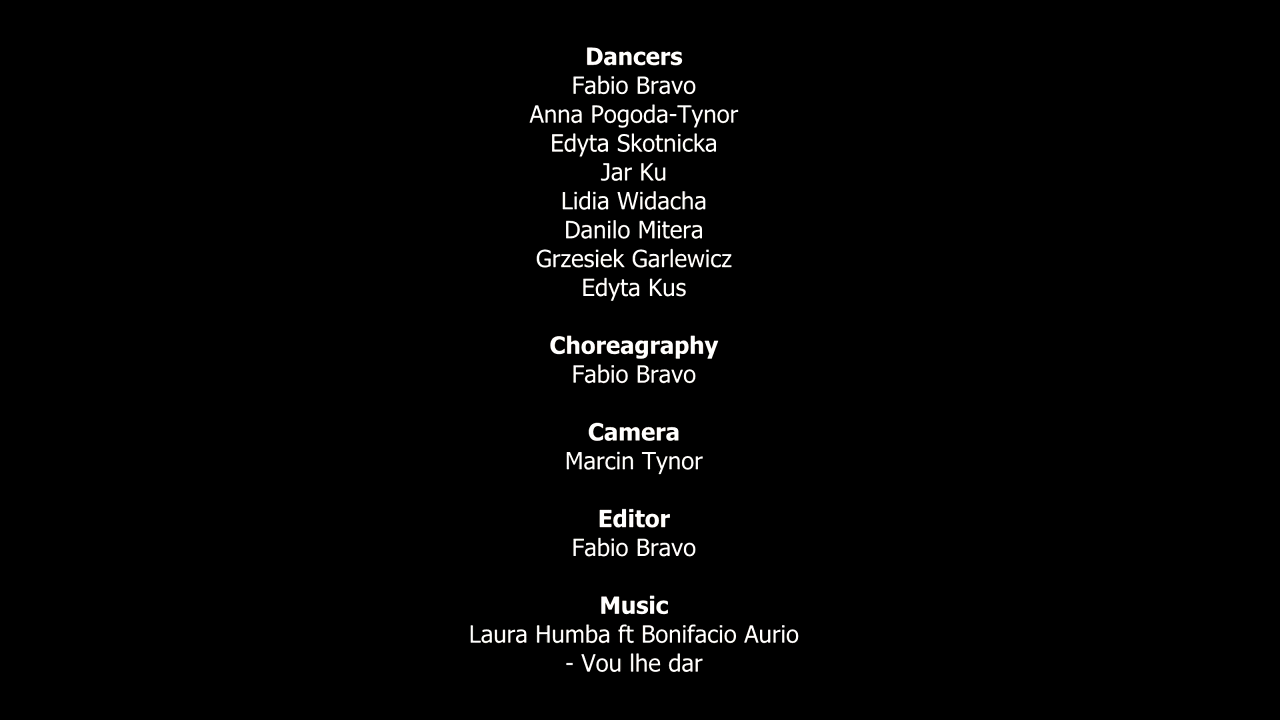 Dancers
Fabio Bravo
Anna Pogoda-Tynor
Edyta Skotnicka
Jar Ku
Lidia Widacha
Danilo Mitera
Grzesiek Garlewicz
Edyta Kus
Choreagraphy
Fabio Bravo
Camera
Marcin Tynor
Editor
Fabio Bravo
Music
Laura Humba ft Bonifacio Aurio
- Vou lhe dar